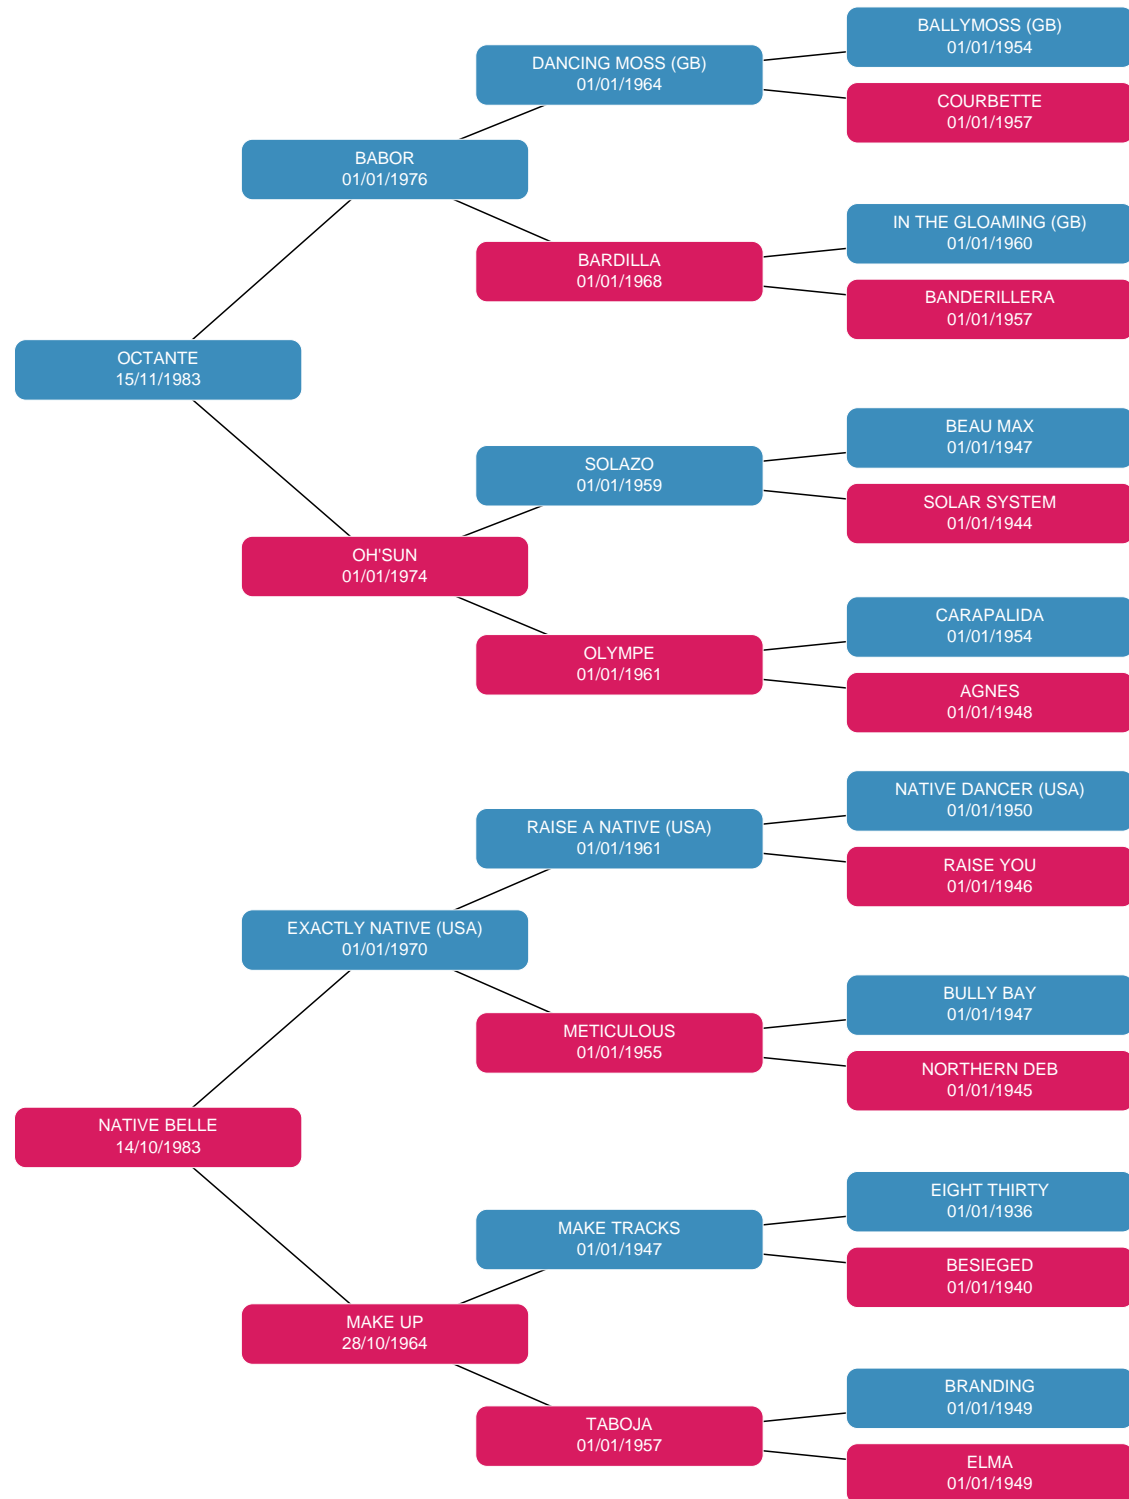 BALLYMOSS (GB)
01/01/1954
DANCING MOSS (GB)
01/01/1964
COURBETTE
01/01/1957
BABOR
01/01/1976
IN THE GLOAMING (GB)
01/01/1960
BARDILLA
01/01/1968
BANDERILLERA
01/01/1957
OCTANTE
15/11/1983
BEAU MAX
01/01/1947
SOLAZO
01/01/1959
SOLAR SYSTEM
01/01/1944
OH'SUN
01/01/1974
CARAPALIDA
01/01/1954
OLYMPE
01/01/1961
AGNES
01/01/1948
NATIVE DANCER (USA)
01/01/1950
RAISE A NATIVE (USA)
01/01/1961
RAISE YOU
01/01/1946
EXACTLY NATIVE (USA)
01/01/1970
BULLY BAY
01/01/1947
METICULOUS
01/01/1955
NORTHERN DEB
01/01/1945
NATIVE BELLE
14/10/1983
EIGHT THIRTY
01/01/1936
MAKE TRACKS
01/01/1947
BESIEGED
01/01/1940
MAKE UP
28/10/1964
BRANDING
01/01/1949
TABOJA
01/01/1957
ELMA
01/01/1949